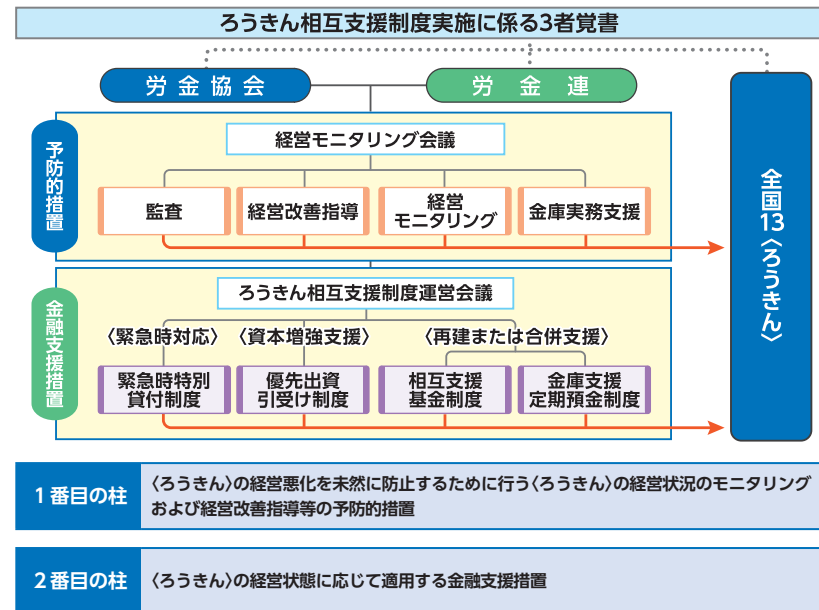 ろうきん相互支援制度実施に係る3者覚書
労金協会
労金連
予防的措置
経営モニタリング会議
監査
経営改善指導
経営
モニタリング
金庫実務支援
全国13〈ろうきん〉
金融支援措置
ろうきん相互支援制度運営会議
〈緊急時対応〉
〈資本増強支援〉
〈再建または合併支援〉
緊急時特別
貸付制度
優先出資
引受け制度
相互支援
基金制度
金庫支援
定期預金制度
1番目の柱
〈ろうきん〉の経営悪化を未然に防止するために行う〈ろうきん〉の経営状況のモニタリング
および経営改善指導等の予防的措置
2番目の柱
〈ろうきん〉の経営状態に応じて適用する金融支援措置